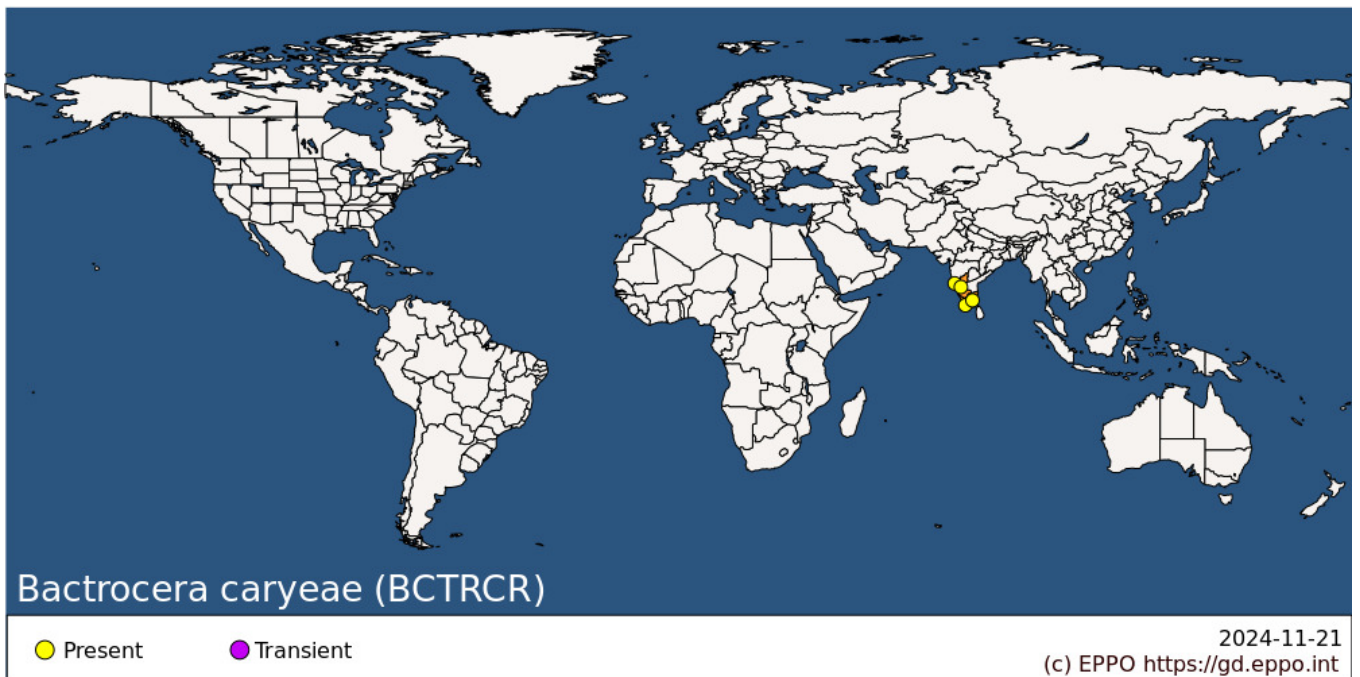 Bactrocera caryeae (BCTRCR)
Present
Transient
2024-11-21
(c) EPPO https://gd.eppo.int